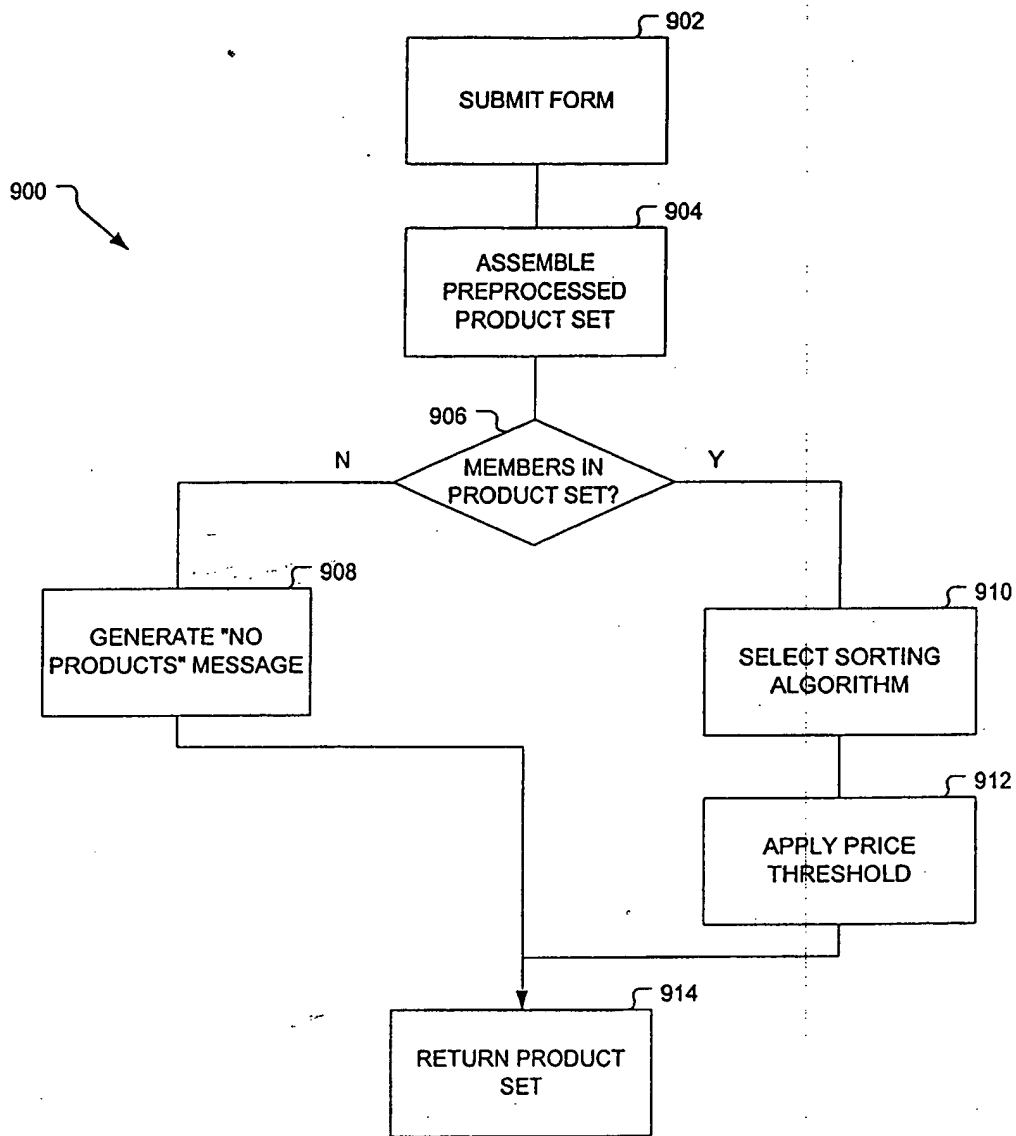 902
SUBMIT FORM
900
904
ASSEMBLE
PREPROCESSED
PRODUCT SET
906
N
MEMBERS IN
PRODUCT SET?
Y
908
GENERATE "NO
PRODUCTS" MESSAGE
910
SELECT SORTING
ALGORITHM
912
APPLY PRICE
THRESHOLD
914
RETURN PRODUCT
SET